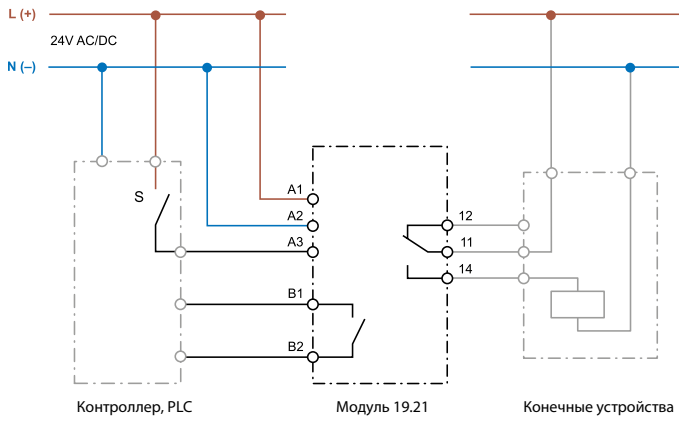 L (+)
24V AC/DC
N (–)
A1
S
A2
12
A3
11
14
B1
B2
Контроллер, PLC
Модуль 19.21
Конечные устройства